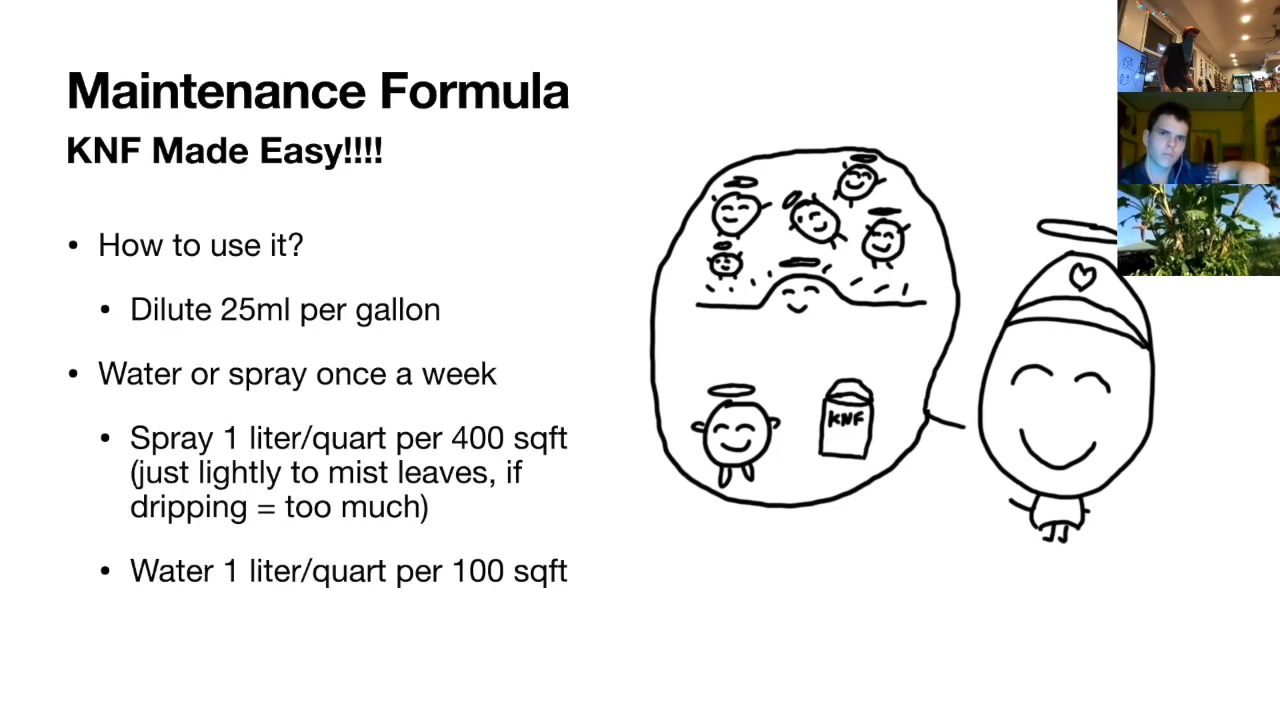 Maintenance Formula
KNF Made Easy!!!!
• How to use it?
• Dilute 25ml per gallon
• Water or spray once a week
• Spray 1 liter/quart per 400 sqft
(just lightly to mist leaves, if
dripping = too much)
• Water 1 liter/quart per 100 sqft
KNF